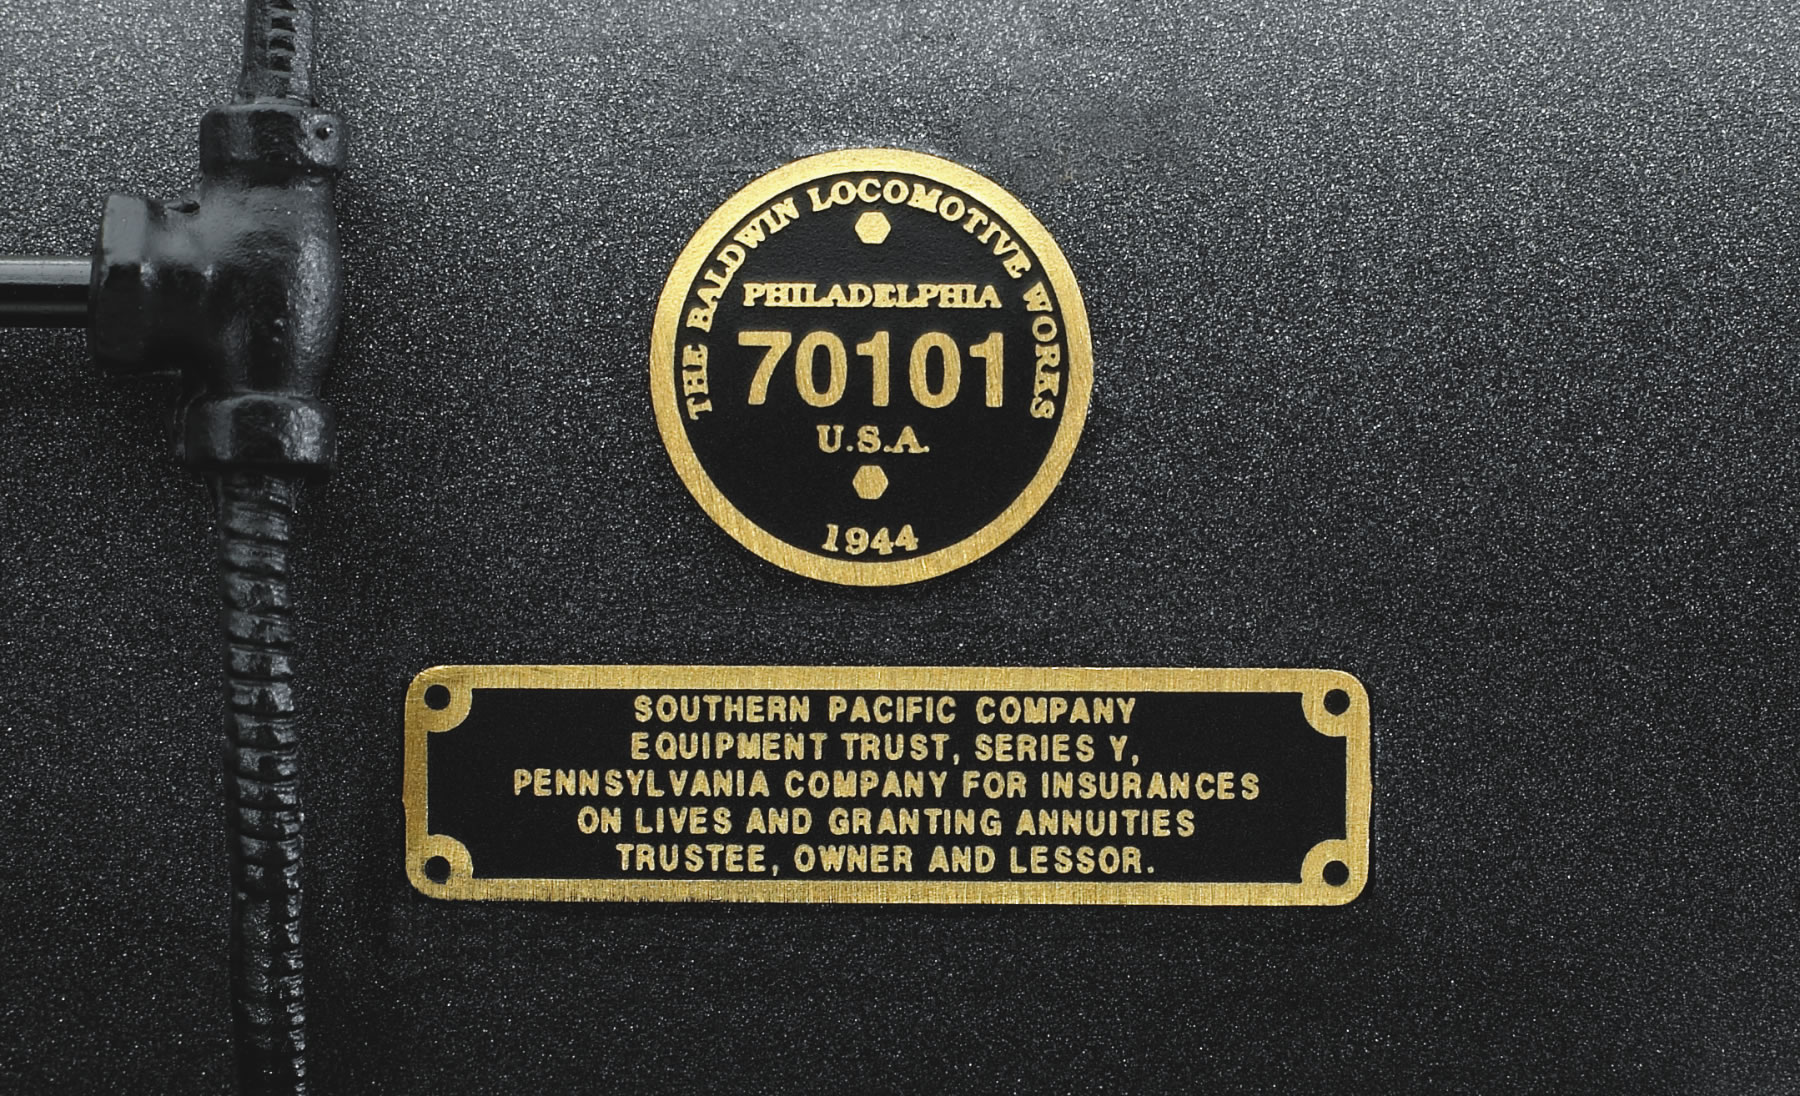 THE BALDWIN LOCOMOTIVE WORKS
PHILADELPHIA
70101
U.S.A.
1944
SOUTHERN PACIFIC COMPANY
EQUIPMENT TRUST, SERIES Y,
PENNSYLVANIA COMPANY FOR INSURANCES
ON LIVES AND GRANTING ANNUITIES
TRUSTEE, OWNER AND LESSOR.